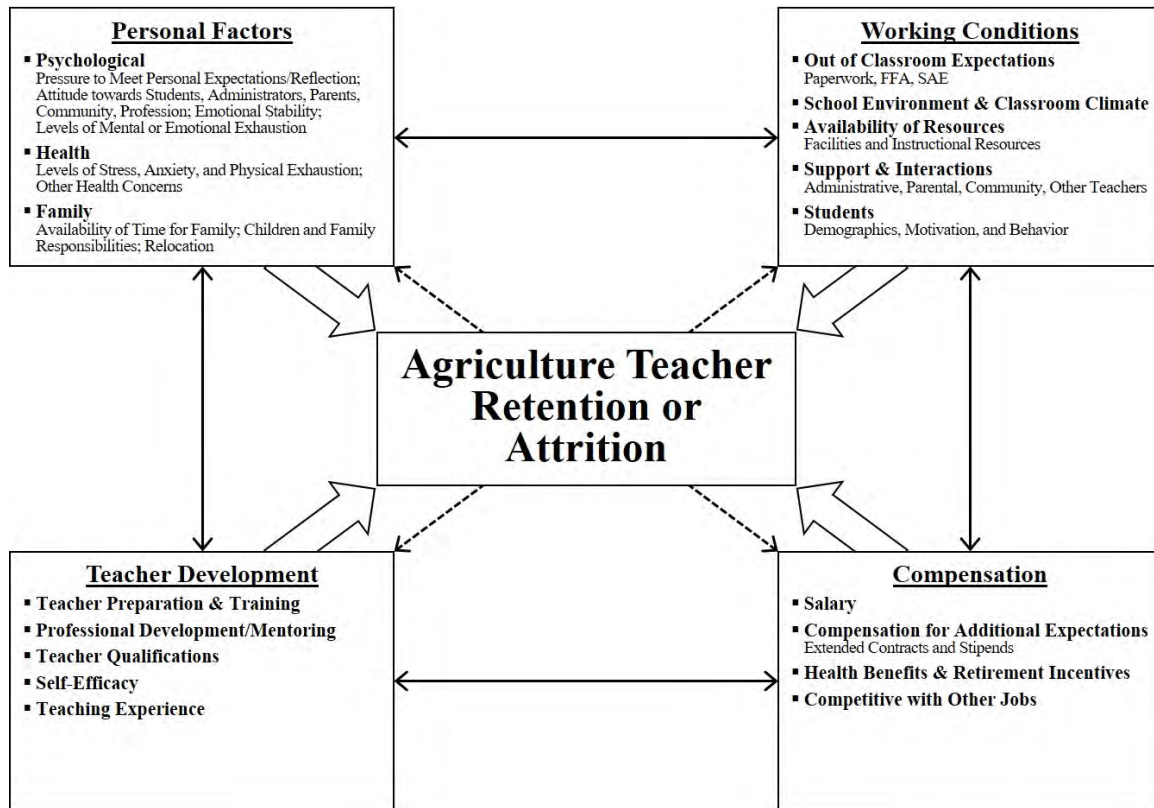 Personal Factors
▪ Psychological
Pressure to Meet Personal Expectations/Reflection;
Attitude towards Students, Administrators, Parents,
Community, Profession; Emotional Stability;
Levels of Mental or Emotional Exhaustion
▪ Health
Levels of Stress, Anxiety, and Physical Exhaustion;
Other Health Concerns
▪ Family
Availability of Time for Family; Children and Family
Responsibilities; Relocation
Working Conditions
▪ Out of Classroom Expectations
Paperwork, FFA, SAE
▪ School Environment & Classroom Climate
▪ Availability of Resources
Facilities and Instructional Resources
▪ Support & Interactions
Administrative, Parental, Community, Other Teachers
▪ Students
Demographics, Motivation, and Behavior
Agriculture Teacher
Retention or
Attrition
Teacher Development
▪ Teacher Preparation & Training
▪ Professional Development/Mentoring
▪ Teacher Qualifications
▪ Self-Efficacy
▪ Teaching Experience
Compensation
▪ Salary
▪ Compensation for Additional Expectations
Extended Contracts and Stipends
▪ Health Benefits & Retirement Incentives
▪ Competitive with Other Jobs